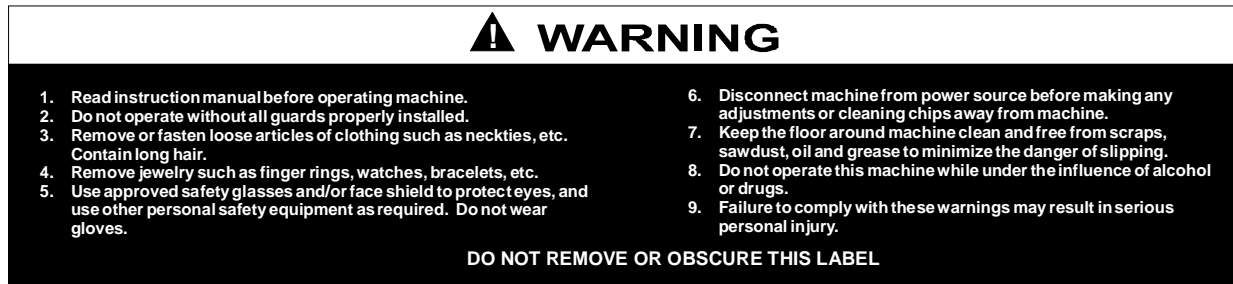 WARNING
1. Read instruction manual before operating machine.
2. Do not operate without all guards properly installed.
3. Remove or fasten loose articles of clothing such as neckties, etc.
Contain long hair.
4. Remove jewelry such as finger rings, watches, bracelets, etc.
5. Use approved safety glasses and/or face shield to protect eyes, and
use other personal safety equipment as required. Do not wear
gloves.
6. Disconnect machine from power source before making any
adjustments or cleaning chips away from machine.
7. Keep the floor around machine clean and free from scraps,
sawdust, oil and grease to minimize the danger of slipping.
8. Do not operate this machine while under the influence of alcohol
or drugs.
9. Failure to comply with these warnings may result in serious
personal injury.
DO NOT REMOVE OR OBSCURE THIS LABEL